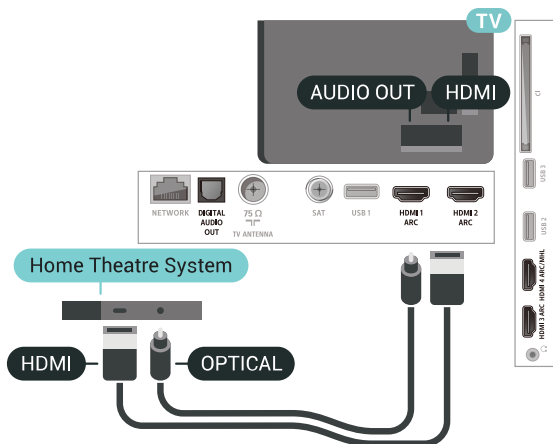 TV
AUDIO OUT
HDMI
CI
USB 3
USB 2
HDMI 4 ARC/MHL
HDMI 3 ARC
NETWORK
DIGITAL
AUDIO
OUT
75 Ω
TV ANTENNA
SAT
USB 1
HDMI 1
ARC
HDMI 2
ARC
Home Theatre System
HDMI
OPTICAL